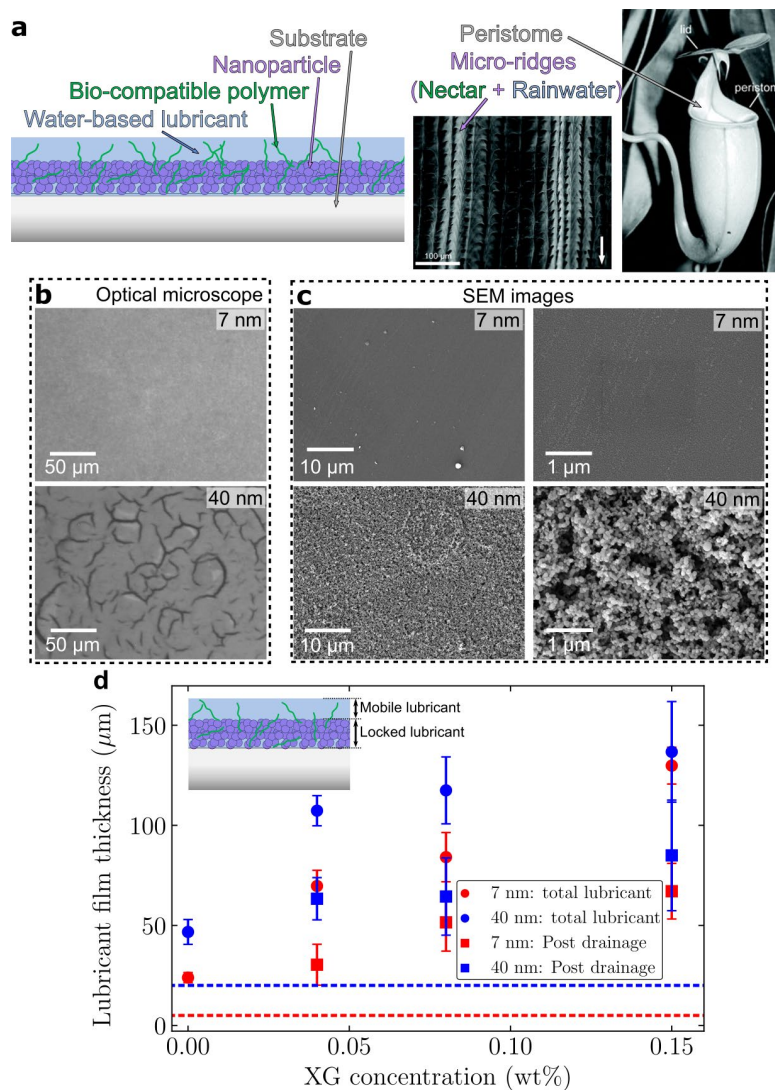 a
Substrate
Nanoparticle
Bio-compatible polymer
Water-based lubricant
Peristome
Micro-ridges
(Nectar + Rainwater)
100 µm
lid
peristom
b
Optical microscope
7 nm
50 µm
40 nm
50 µm
c
SEM images
7 nm
10 µm
7 nm
1 µm
40 nm
10 µm
40 nm
1 µm
d
Mobile lubricant
Locked lubricant
Lubricant film thickness (µm)
150
100
50
0
7 nm: total lubricant
40 nm: total lubricant
7 nm: Post drainage
40 nm: Post drainage
0.00
0.05
0.10
0.15
XG concentration (wt%)